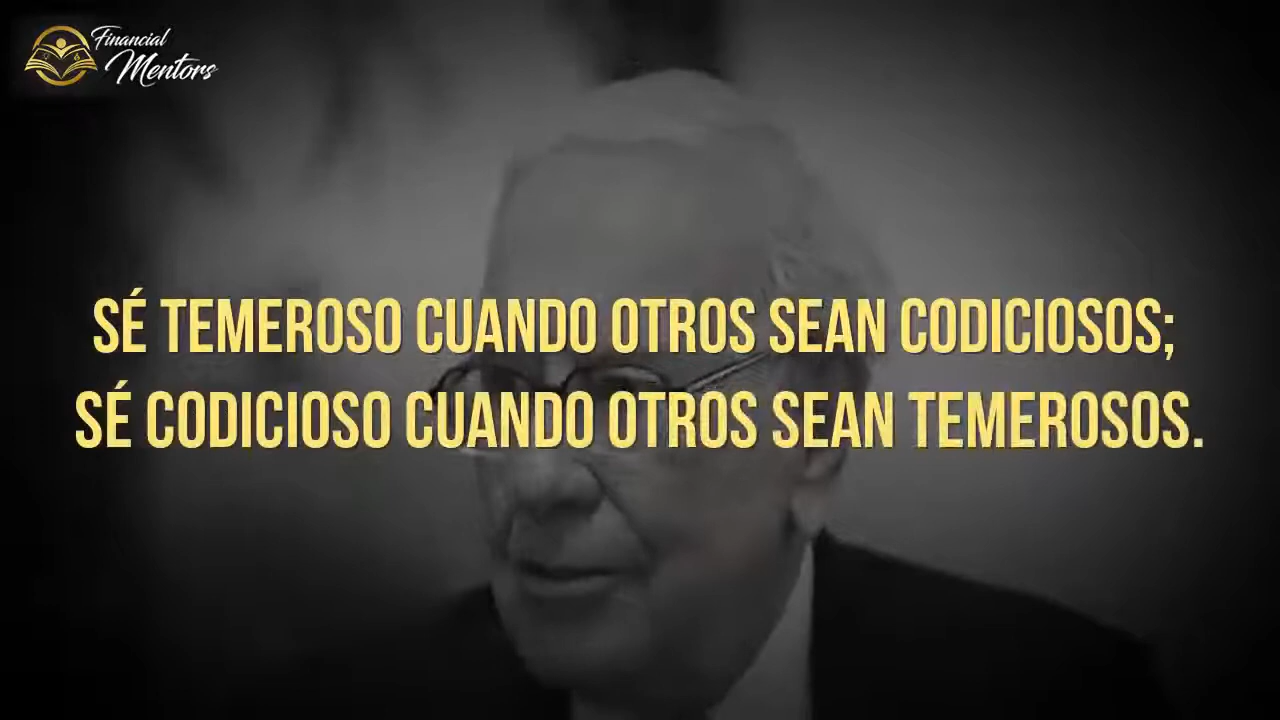 Financial
Mentors
SÉ TEMEROSO CUANDO OTROS SEAN CODICIOSOS;
SÉ CODICIOSO CUANDO OTROS SEAN TEMEROSOS.